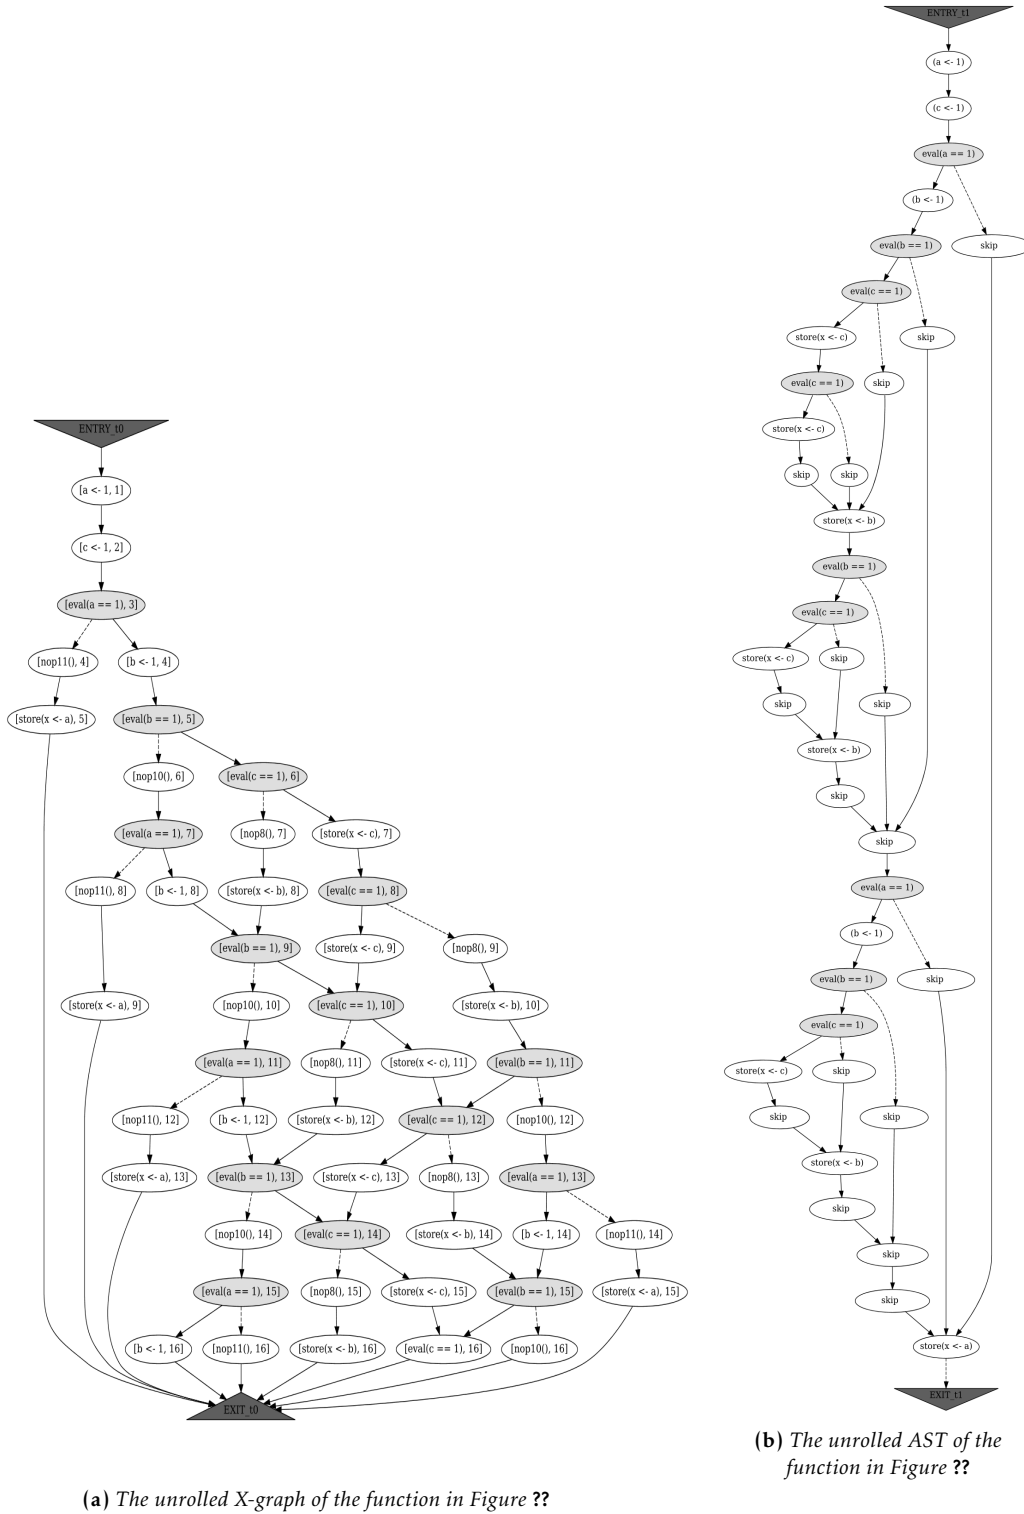 ENTRY_t1
(a <- 1)
(c <- 1)
eval(a == 1)
(b <- 1)
eval(b == 1)
skip
eval(c == 1)
store(x <- c)
skip
eval(c == 1)
skip
store(x <- c)
skip
skip
store(x <- b)
eval(b == 1)
eval(c == 1)
store(x <- c)
skip
skip
skip
store(x <- b)
skip
skip
eval(a == 1)
(b <- 1)
eval(b == 1)
skip
eval(c == 1)
store(x <- c)
skip
skip
skip
store(x <- b)
skip
skip
skip
store(x <- a)
EXIT_t1
(b) The unrolled AST of the
function in Figure ??
ENTRY_t0
[a <- 1, 1]
[c <- 1, 2]
[eval(a == 1), 3]
[nop11(), 4]
[b <- 1, 4]
[store(x <- a), 5]
[eval(b == 1), 5]
[nop10(), 6]
[eval(c == 1), 6]
[eval(a == 1), 7]
[nop8(), 7]
[store(x <- c), 7]
[nop11(), 8]
[b <- 1, 8]
[store(x <- b), 8]
[eval(c == 1), 8]
[eval(b == 1), 9]
[store(x <- c), 9]
[nop8(), 9]
[store(x <- a), 9]
[nop10(), 10]
[eval(c == 1), 10]
[store(x <- b), 10]
[eval(a == 1), 11]
[nop8(), 11]
[store(x <- c), 11]
[eval(b == 1), 11]
[nop11(), 12]
[b <- 1, 12]
[store(x <- b), 12]
[eval(c == 1), 12]
[nop10(), 12]
[store(x <- a), 13]
[eval(b == 1), 13]
[store(x <- c), 13]
[nop8(), 13]
[eval(a == 1), 13]
[nop10(), 14]
[eval(c == 1), 14]
[store(x <- b), 14]
[b <- 1, 14]
[nop11(), 14]
[eval(a == 1), 15]
[nop8(), 15]
[store(x <- c), 15]
[eval(b == 1), 15]
[store(x <- a), 15]
[b <- 1, 16]
[nop11(), 16]
[store(x <- b), 16]
[eval(c == 1), 16]
[nop10(), 16]
EXIT_t0
(a) The unrolled X-graph of the function in Figure ??